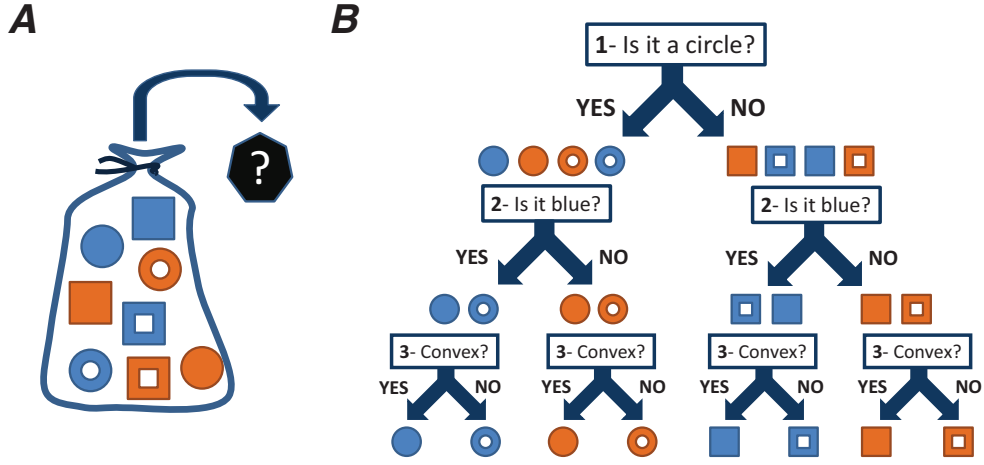 A
B
?
1- Is it a circle?
YES
NO
2- Is it blue?
2- Is it blue?
YES
NO
YES
NO
3- Convex?
3- Convex?
3- Convex?
3- Convex?
YES
NO
YES
NO
YES
NO
YES
NO